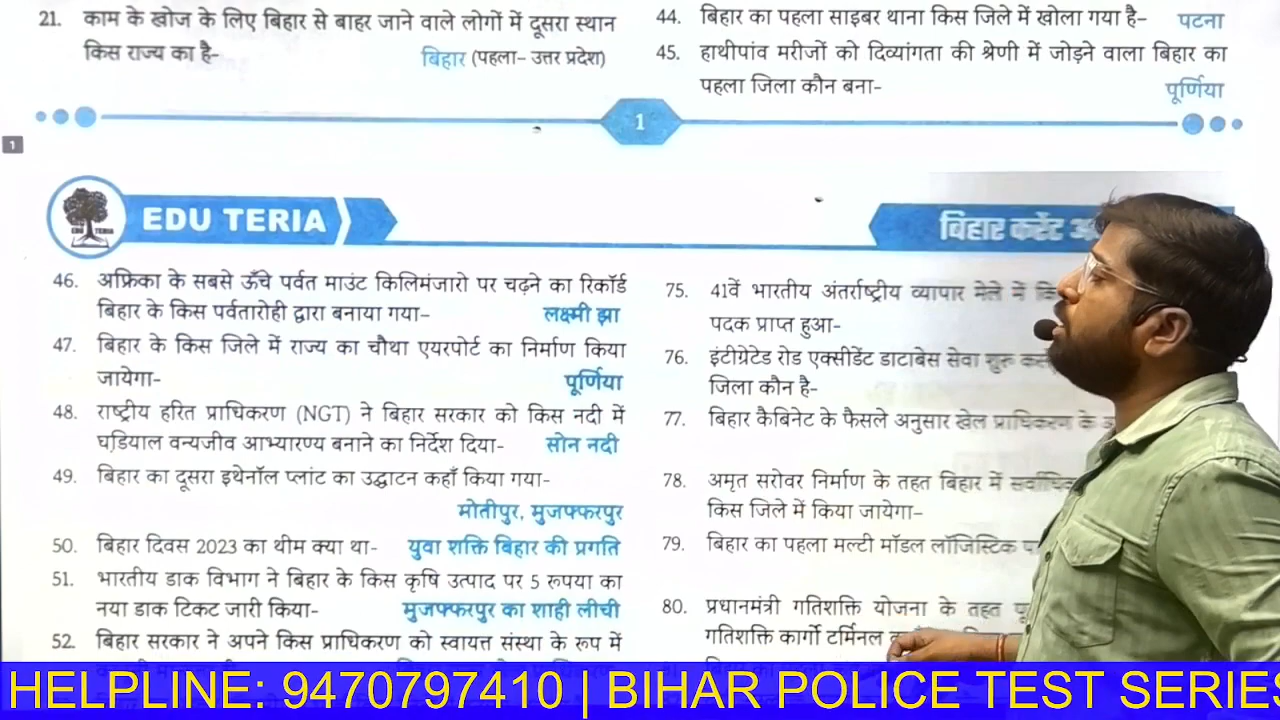 21. काम के खोज के लिए बिहार से बाहर जाने वाले लोगों में दूसरा स्थान
किस राज्य का है- बिहार (पहला- उत्तर प्रदेश)
44. बिहार का पहला साइबर थाना किस जिले में खोला गया है- पटना
45. हाथीपांव मरीजों को दिव्यांगता की श्रेणी में जोड़ने वाला बिहार का
पहला जिला कौन बना- पूर्णिया
1
1
EDU TERIA
EDU TERIA
बिहार करेंट
46. अफ्रिका के सबसे ऊँचे पर्वत माउंट किलिमंजारो पर चढ़ने का रिकॉर्ड
बिहार के किस पर्वतारोही द्वारा बनाया गया- लक्ष्मी झा
47. बिहार के किस जिले में राज्य का चौथा एयरपोर्ट का निर्माण किया
जायेगा- पूर्णिया
48. राष्ट्रीय हरित प्राधिकरण (NGT) ने बिहार सरकार को किस नदी में
घडि़याल वन्यजीव आभ्यारण्य बनाने का निर्देश दिया- सोन नदी
49. बिहार का दूसरा इथेनॉल प्लांट का उद्घाटन कहाँ किया गया-
मोतीपुर, मुजफ्फरपुर
50. बिहार दिवस 2023 का थीम क्या था- युवा शक्ति बिहार की प्रगति
51. भारतीय डाक विभाग ने बिहार के किस कृषि उत्पाद पर 5 रूपया का
नया डाक टिकट जारी किया- मुजफ्फरपुर का शाही लीची
52 बिहार सरकार ने अपने किस प्राधिकरण को स्वायत्त संस्था के रूप में
75. 41वें भारतीय अंतर्राष्ट्रीय व्यापार मेले में
पदक प्राप्त हुआ-
76. इंटीग्रेटेड रोड एक्सीडेंट डाटाबेस सेवा शुरू
जिला कौन है-
77. बिहार कैबिनेट के फैसले अनुसार खेल प्राधिकरण के
78. अमृत सरोवर निर्माण के तहत बिहार में सर्वाधिक
किस जिले में किया जायेगा-
79. बिहार का पहला मल्टी मॉडल लॉजिस्टिक
80. प्रधानमंत्री गतिशक्ति योजना के तहत
गतिशक्ति कार्गो टर्मिनल
HELPLINE: 9470797410 | BIHAR POLICE TEST SERIES